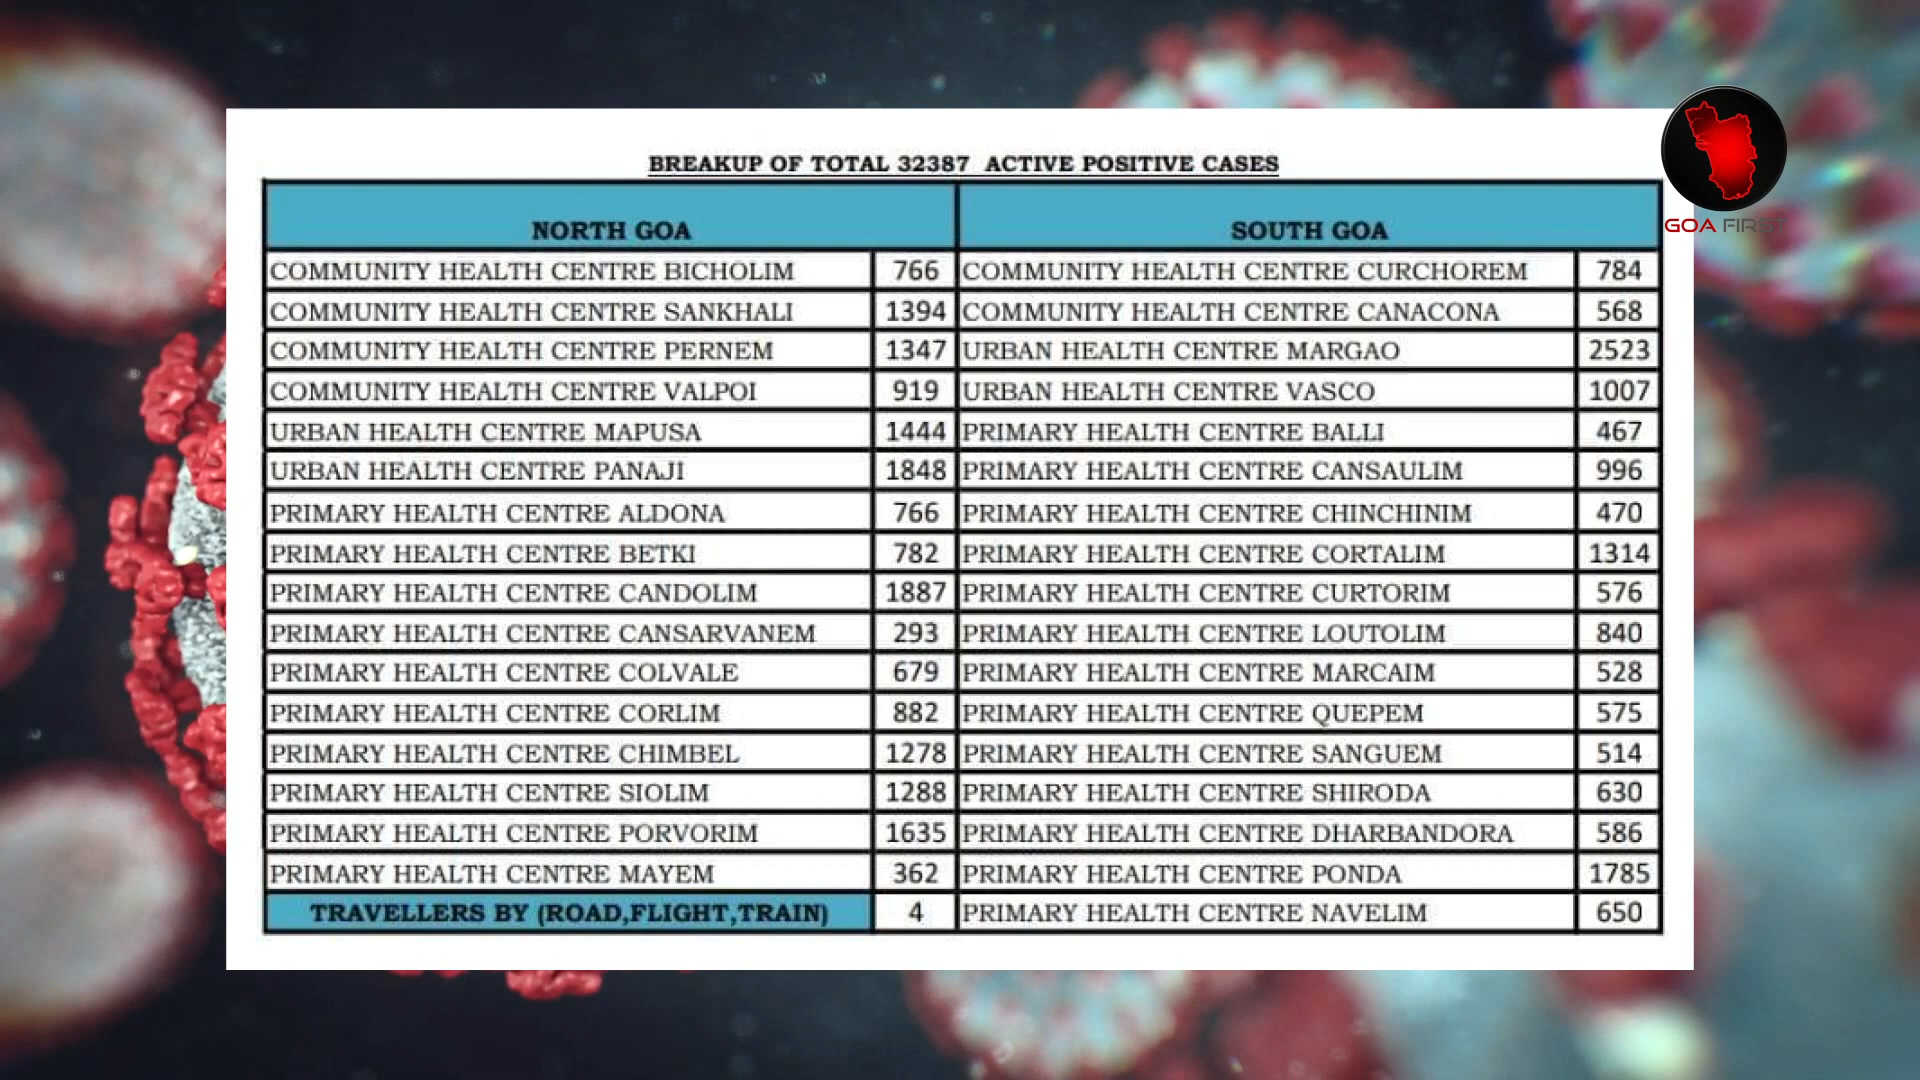 BREAKUP OF TOTAL 32387 ACTIVE POSITIVE CASES
NORTH GOA SOUTH GOA
COMMUNITY HEALTH CENTRE BICHOLIM 766 COMMUNITY HEALTH CENTRE CURCHOREM 784
COMMUNITY HEALTH CENTRE SANKHALI 1394 COMMUNITY HEALTH CENTRE CANACONA 568
COMMUNITY HEALTH CENTRE PERNEM 1347 URBAN HEALTH CENTRE MARGAO 2523
COMMUNITY HEALTH CENTRE VALPOI 919 URBAN HEALTH CENTRE VASCO 1007
URBAN HEALTH CENTRE MAPUSA 1444 PRIMARY HEALTH CENTRE BALLI 467
URBAN HEALTH CENTRE PANAJI 1848 PRIMARY HEALTH CENTRE CANSAULIM 996
PRIMARY HEALTH CENTRE ALDONA 766 PRIMARY HEALTH CENTRE CHINCHINIM 470
PRIMARY HEALTH CENTRE BETKI 782 PRIMARY HEALTH CENTRE CORTALIM 1314
PRIMARY HEALTH CENTRE CANDOLIM 1887 PRIMARY HEALTH CENTRE CURTORIM 576
PRIMARY HEALTH CENTRE CANSARVANEM 293 PRIMARY HEALTH CENTRE LOUTOLIM 840
PRIMARY HEALTH CENTRE COLVALE 679 PRIMARY HEALTH CENTRE MARCAIM 528
PRIMARY HEALTH CENTRE CORLIM 882 PRIMARY HEALTH CENTRE QUEPEM 575
PRIMARY HEALTH CENTRE CHIMBEL 1278 PRIMARY HEALTH CENTRE SANGUEM 514
PRIMARY HEALTH CENTRE SIOLIM 1288 PRIMARY HEALTH CENTRE SHIRODA 630
PRIMARY HEALTH CENTRE PORVORIM 1635 PRIMARY HEALTH CENTRE DHARBANDORA 586
PRIMARY HEALTH CENTRE MAYEM 362 PRIMARY HEALTH CENTRE PONDA 1785
TRAVELLERS BY (ROAD,FLIGHT,TRAIN) 4 PRIMARY HEALTH CENTRE NAVELIM 650
GOA FIRST